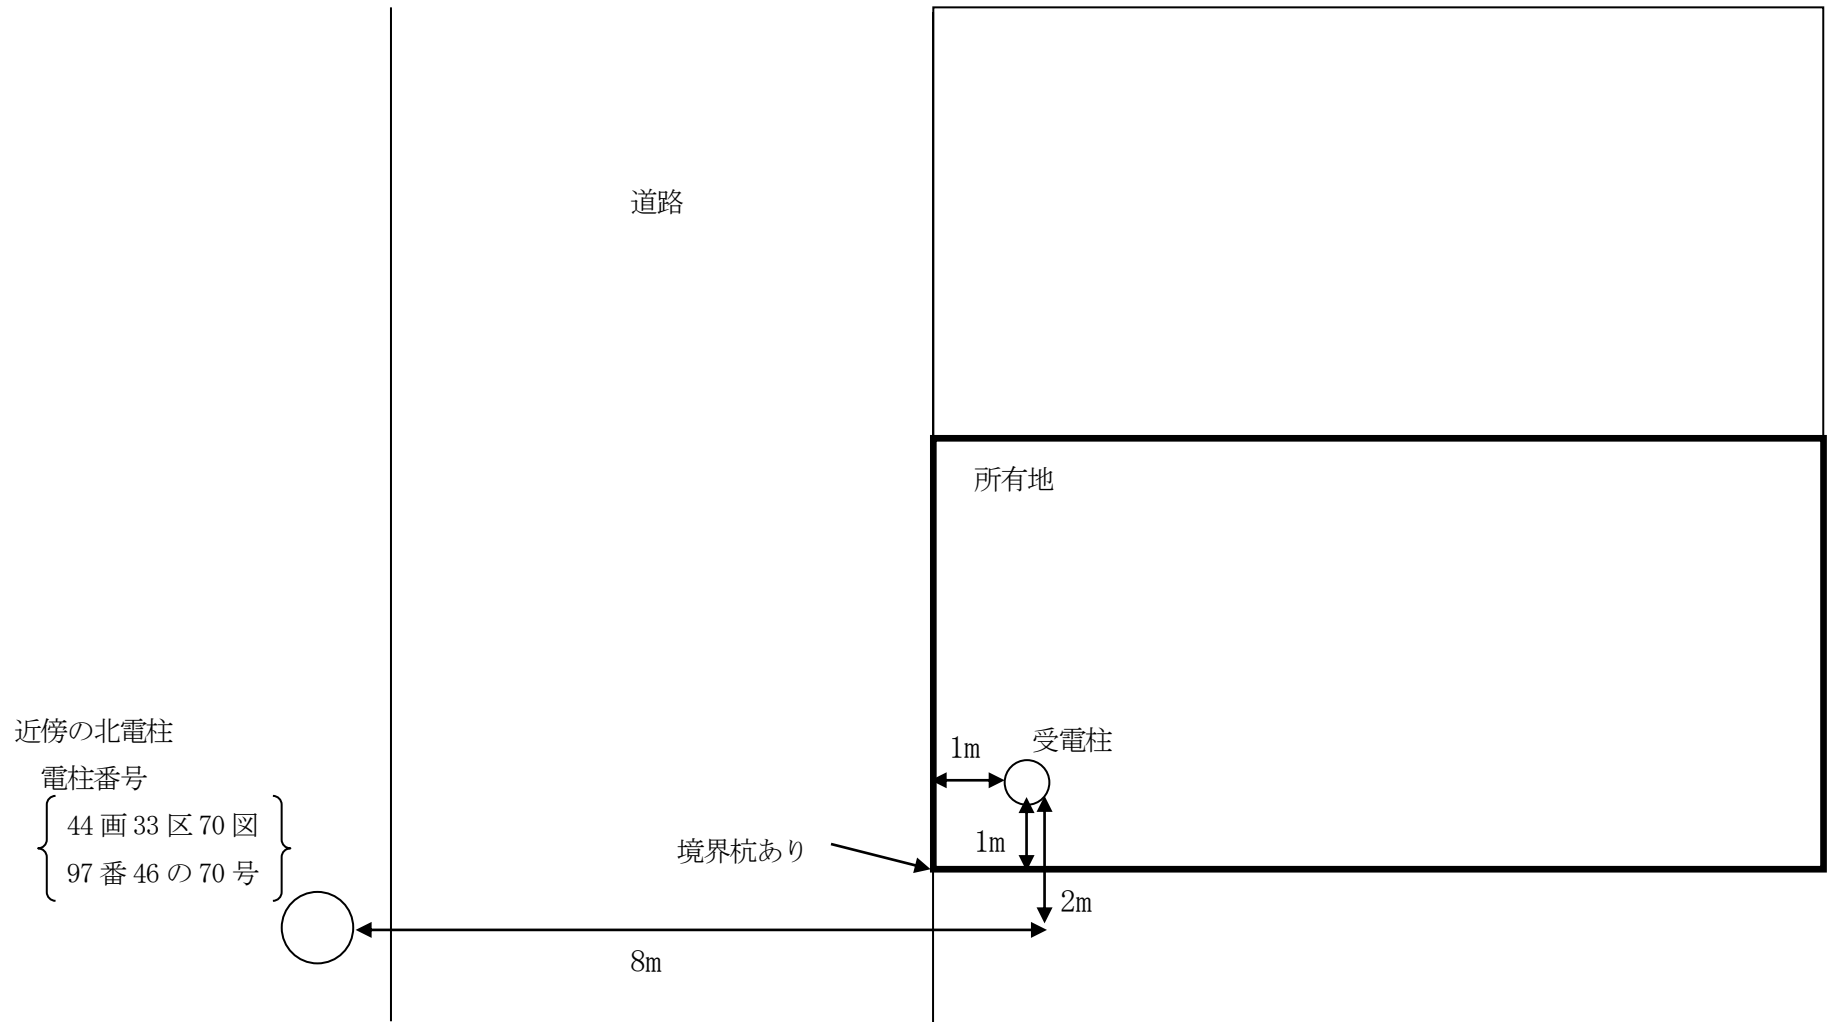 道路
所有地
近傍の北電柱
電柱番号
44画33区70図
97番46の70号
1m
受電柱
1m
境界杭あり
2m
8m